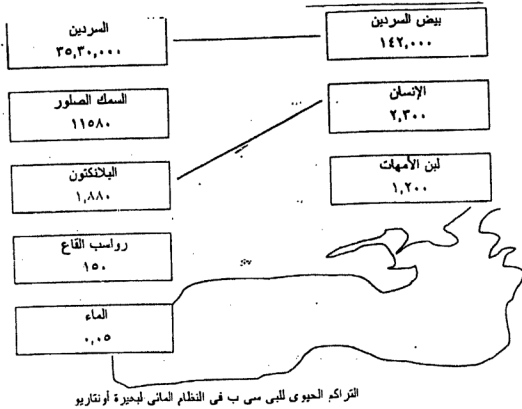 السردين
٣٥,٣٠,٠٠٠
بيض السردين
١٤٢,٠٠٠
السمك الصلور
١١٥٨٠
الإنسان
٢,٣٠٠
البلانكتون
١,٨٨٠
لبن الأمهات
١,٢٠٠
رواسب القاع
١٥٠
الماء
٠,٠٥
التراكم الحيوى للبى سى ب فى النظام المائى لبحيرة أونتاريو